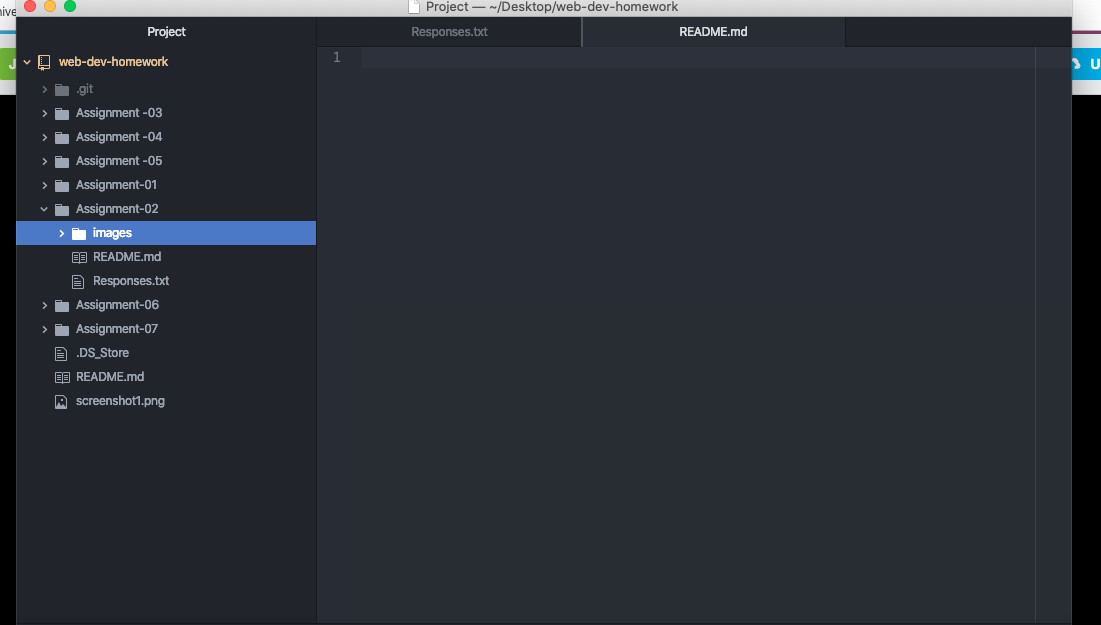 Project — ~/Desktop/web-dev-homework
Project
Responses.txt
README.md
web-dev-homework
.git
Assignment -03
Assignment -04
Assignment -05
Assignment-01
Assignment-02
images
README.md
Responses.txt
Assignment-06
Assignment-07
.DS_Store
README.md
screenshot1.png
1